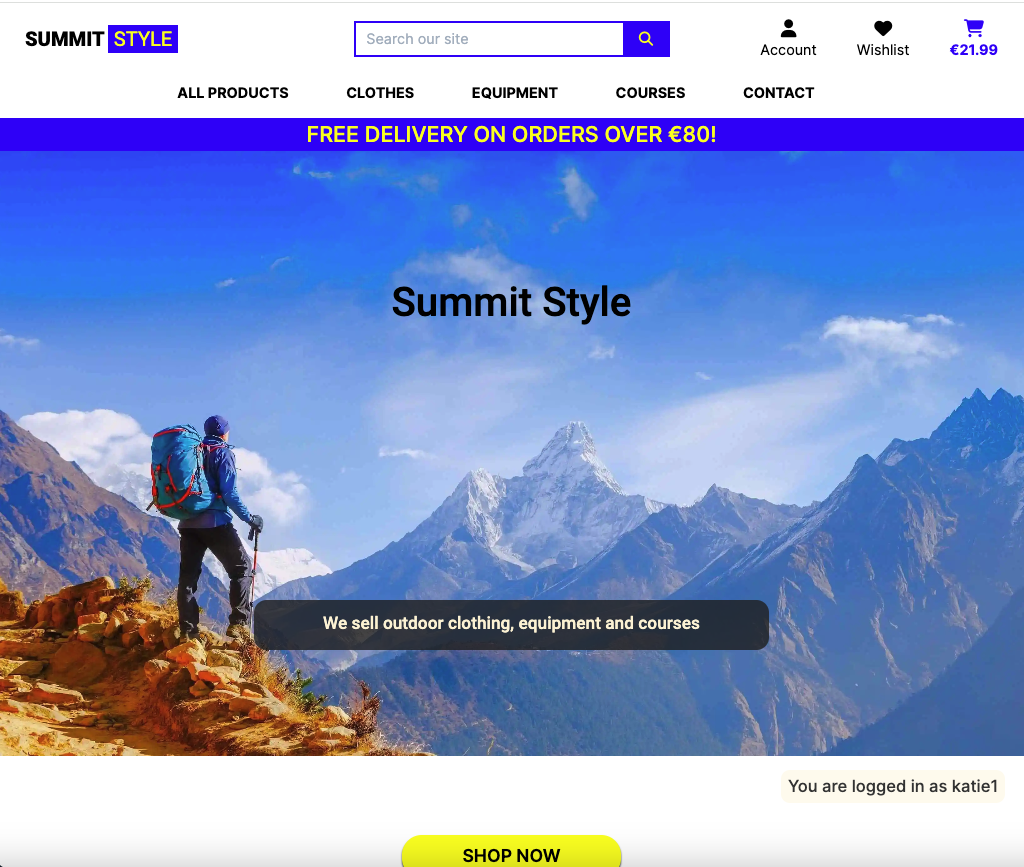 SUMMIT STYLE
Search our site
Account
Wishlist
€21.99
ALL PRODUCTS
CLOTHES
EQUIPMENT
COURSES
CONTACT
FREE DELIVERY ON ORDERS OVER €80!
Summit Style
We sell outdoor clothing, equipment and courses
You are logged in as katie1
SHOP NOW